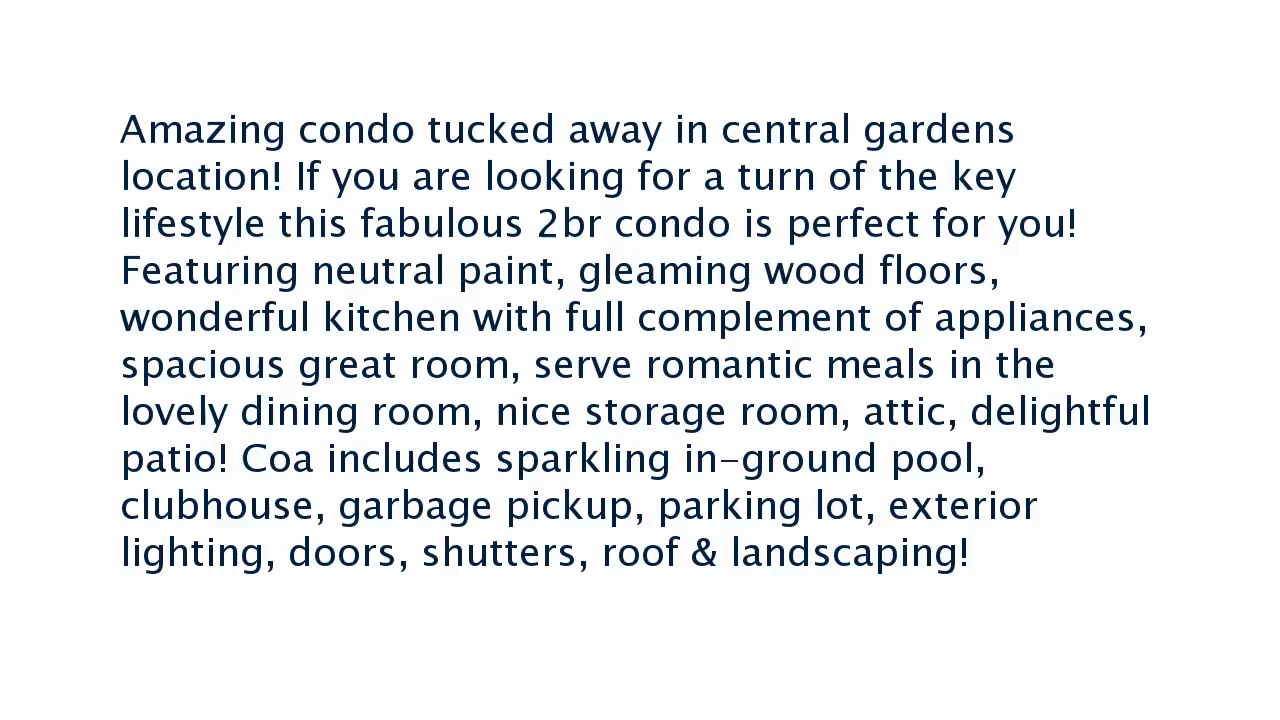 Amazing condo tucked away in central gardens
location! If you are looking for a turn of the key
lifestyle this fabulous 2br condo is perfect for you!
Featuring neutral paint, gleaming wood floors,
wonderful kitchen with full complement of appliances,
spacious great room, serve romantic meals in the
lovely dining room, nice storage room, attic, delightful
patio! Coa includes sparkling in-ground pool,
clubhouse, garbage pickup, parking lot, exterior
lighting, doors, shutters, roof & landscaping!